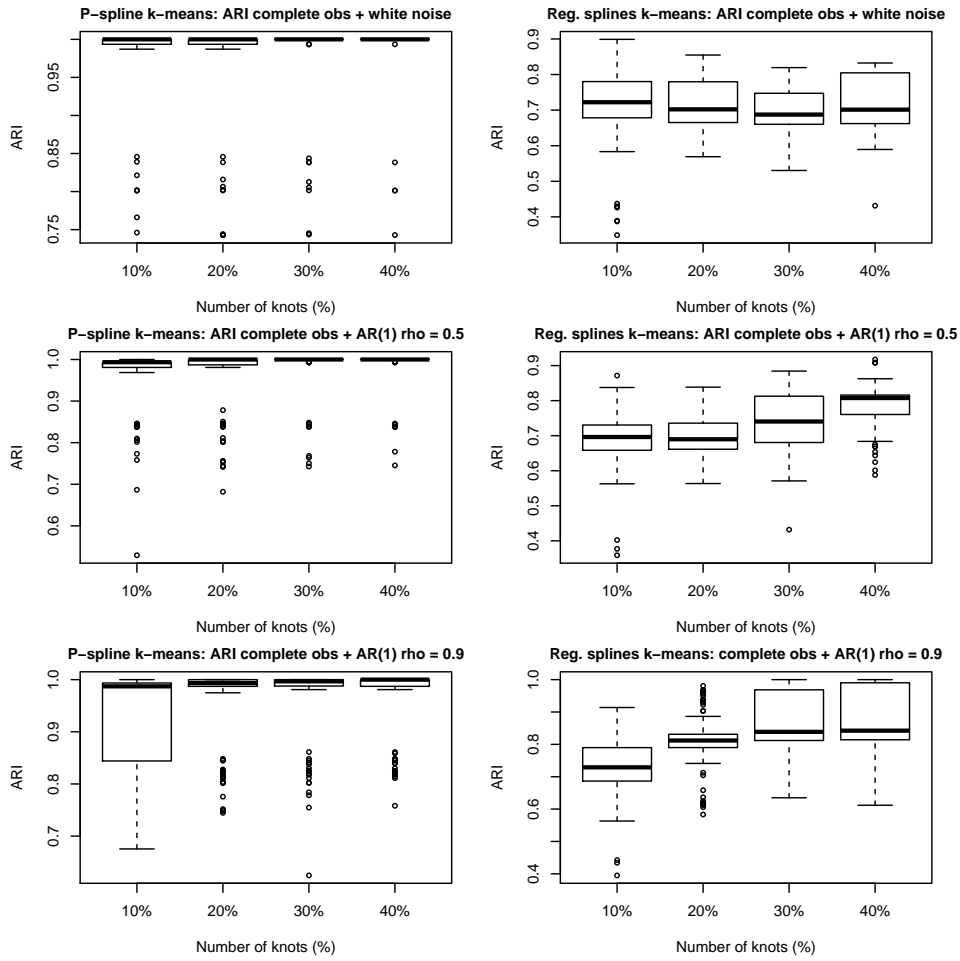 P−spline k−means: ARI complete obs + white noise
ARI
0.75
0.85
0.95
10% 20% 30% 40%
Number of knots (%)
Reg. splines k−means: ARI complete obs + white noise
ARI
0.4 0.5 0.6 0.7 0.8 0.9
10% 20% 30% 40%
Number of knots (%)
P−spline k−means: ARI complete obs + AR(1) rho = 0.5
ARI
0.6 0.7 0.8 0.9 1.0
10% 20% 30% 40%
Number of knots (%)
Reg. splines k−means: ARI complete obs + AR(1) rho = 0.5
ARI
0.4 0.5 0.6 0.7 0.8 0.9
10% 20% 30% 40%
Number of knots (%)
P−spline k−means: ARI complete obs + AR(1) rho = 0.9
ARI
0.7 0.8 0.9 1.0
10% 20% 30% 40%
Number of knots (%)
Reg. splines k−means: complete obs + AR(1) rho = 0.9
ARI
0.4 0.6 0.8 1.0
10% 20% 30% 40%
Number of knots (%)